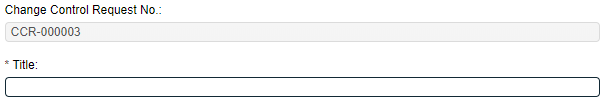 Change Control Request No.:
CCR-000003
* Title: